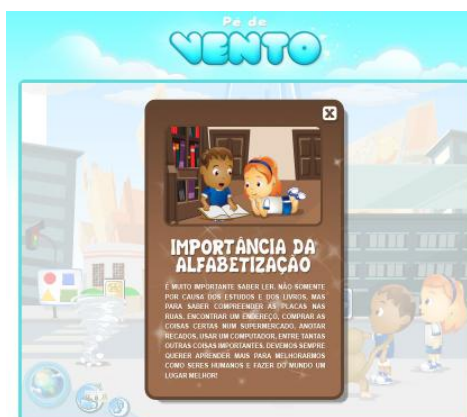 Pé de
VENTO
X
IMPORTÂNCIA DA
ALFABETIZAÇÃO
É MUITO IMPORTANTE SABER LER. NÃO SOMENTE
POR CAUSA DOS ESTUDOS E DOS LIVROS, MAS
PARA SABER COMPREENDER AS PLACAS NAS
RUAS, ENCONTRAR UM ENDEREÇO, COMPRAR AS
COISAS CERTAS NUM SUPERMERCADO, ANOTAR
RECADOS, USAR UM COMPUTADOR, ENTRE TANTAS
OUTRAS COISAS IMPORTANTES. DEVEMOS SEMPRE
QUERER APRENDER MAIS PARA MELHORARMOS
COMO SERES HUMANOS E FAZER DO MUNDO UM
LUGAR MELHOR!